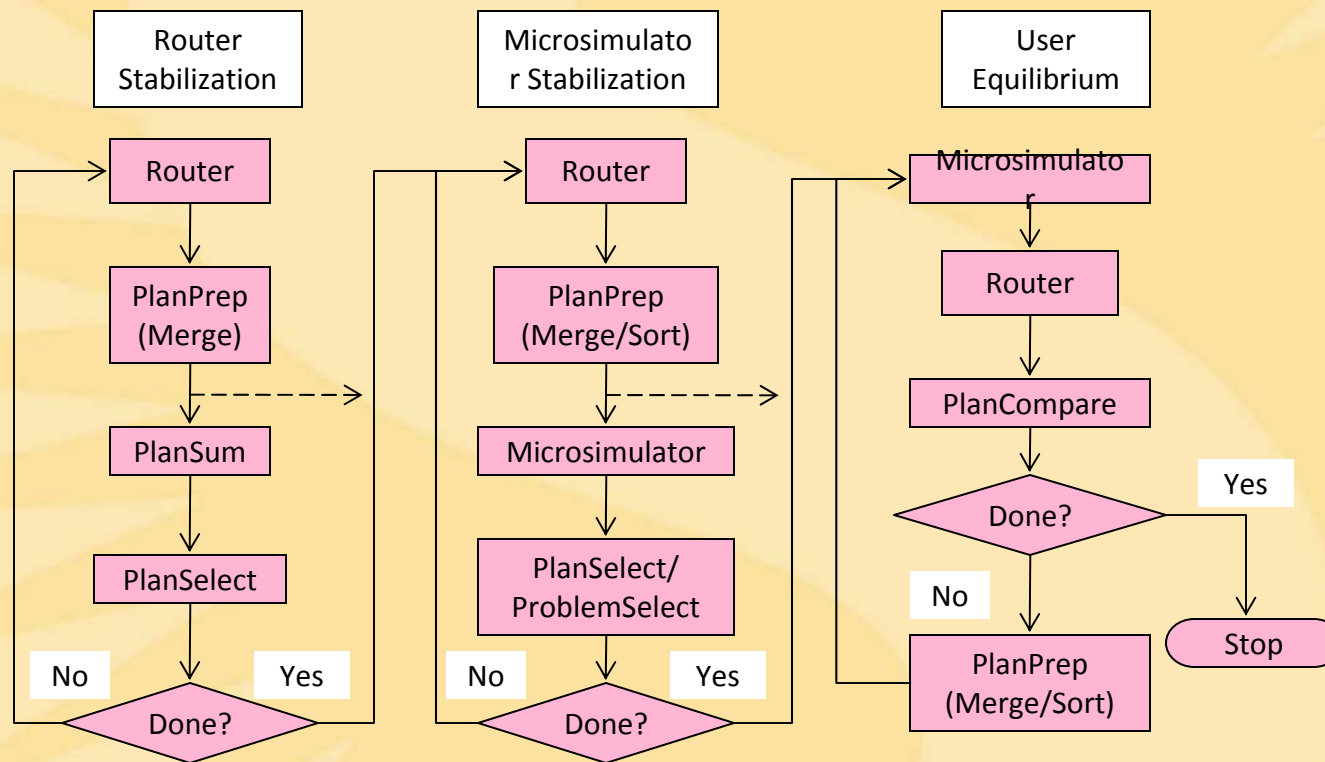 Router
Stabilization
Router
PlanPrep
(Merge)
PlanSum
PlanSelect
No
Yes
Done?
Microsimulato
r Stabilization
Router
PlanPrep
(Merge/Sort)
Microsimulator
PlanSelect/
ProblemSelect
No
Yes
Done?
User
Equilibrium
Microsimulato
r
Router
PlanCompare
Done?
Yes
No
Stop
PlanPrep
(Merge/Sort)